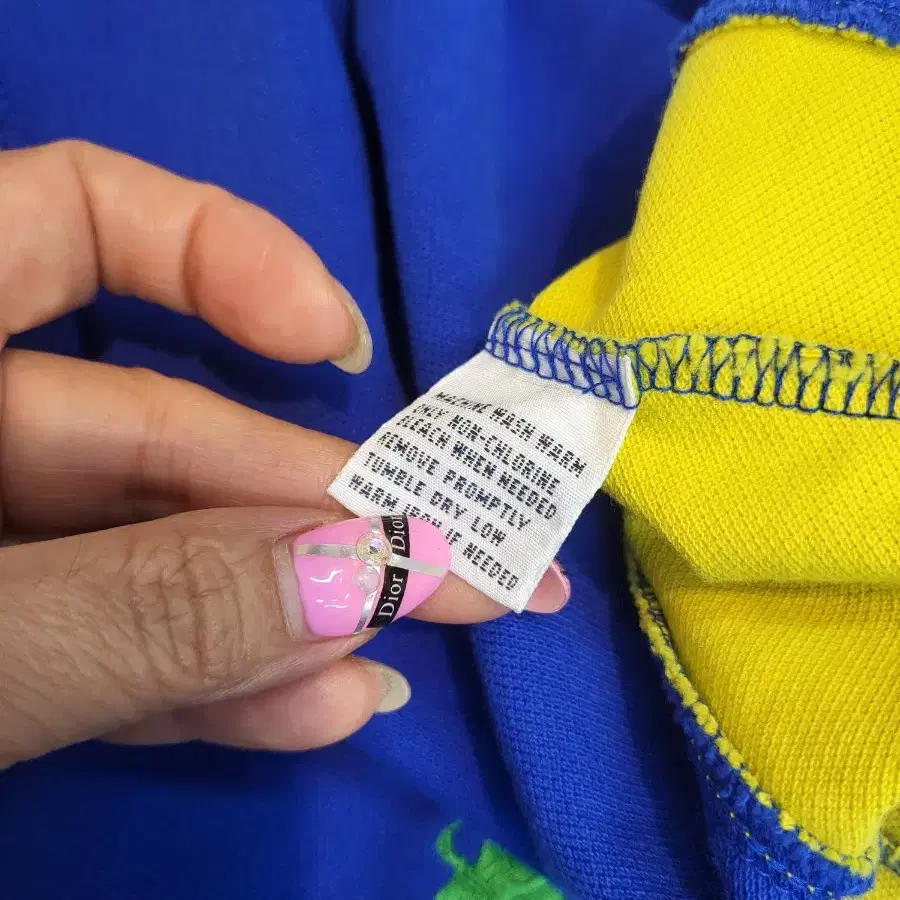 MACHINE WASH WARM
ONLY NON-CHLORINE
BLEACH WHEN NEEDED
REMOVE PROMPTLY
TUMBLE DRY LOW
WARM IRON IF NEEDED
Dior Dior